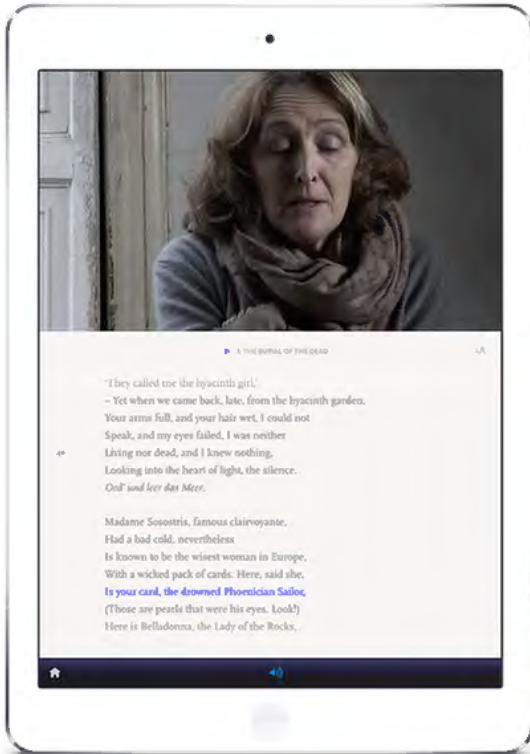 I. THE BURIAL OF THE DEAD
AA
'They called me the hyacinth girl.'
– Yet when we came back, late, from the hyacinth garden,
Your arms full, and your hair wet, I could not
Speak, and my eyes failed, I was neither
40
Living nor dead, and I knew nothing,
Looking into the heart of light, the silence.
Oed' und leer das Meer.
Madame Sosostris, famous clairvoyante,
Had a bad cold, nevertheless
Is known to be the wisest woman in Europe,
With a wicked pack of cards. Here, said she,
Is your card, the drowned Phoenician Sailor,
(Those are pearls that were his eyes. Look!)
Here is Belladonna, the Lady of the Rocks,